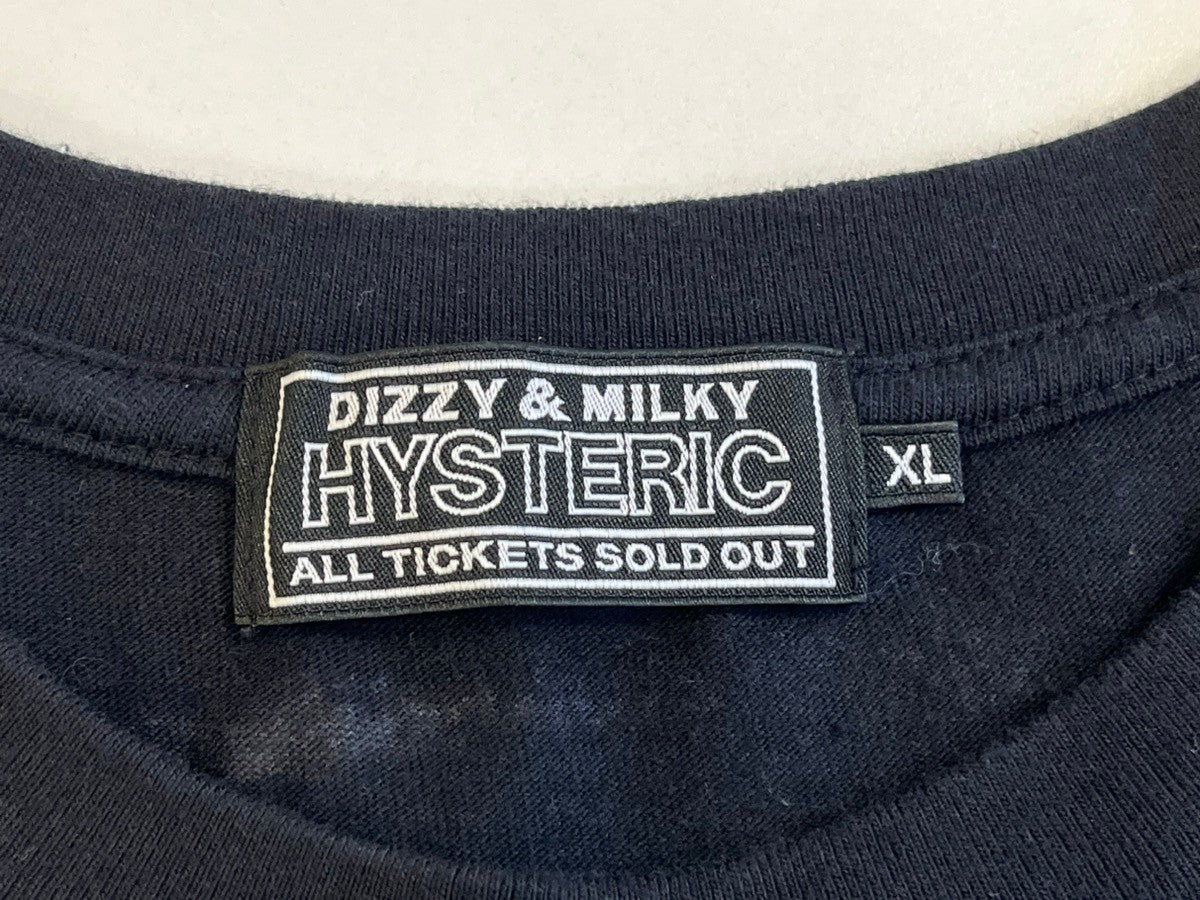 DIZZY & MILKY
HYSTERIC
ALL TICKETS SOLD OUT
XL